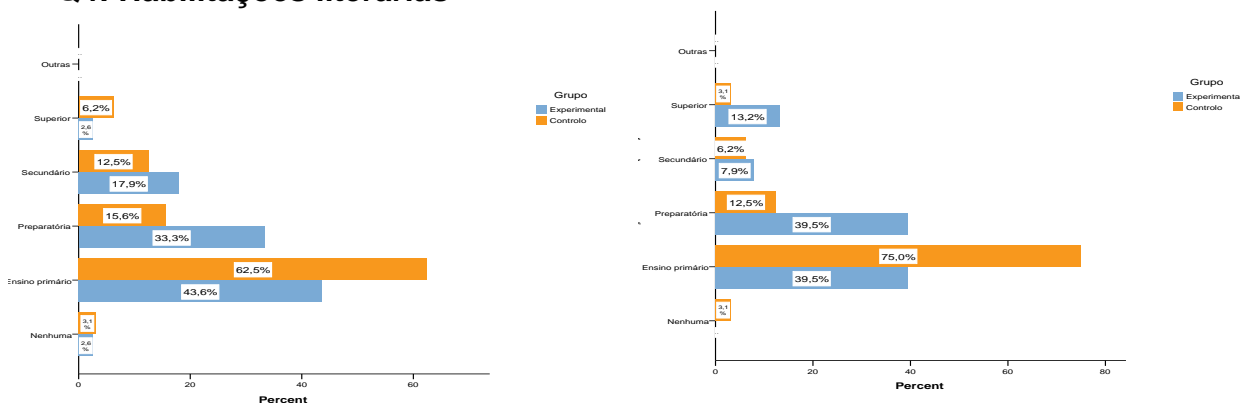 Outras
Superior
Secundário
Preparatória
Ensino primário
Nenhuma
6,2%
2,6
%
12,5%
17,9%
15,6%
33,3%
62,5%
43,6%
3,1
%
2,6
%
0
20
40
60
Percent
Grupo
Experimental
Controlo
Outras
Superior
Secundário
Preparatória
Ensino primário
Nenhuma
3,1
%
13,2%
6,2%
7,9%
12,5%
39,5%
75,0%
39,5%
3,1
%
0
20
40
60
80
Percent
Grupo
Experimental
Controlo